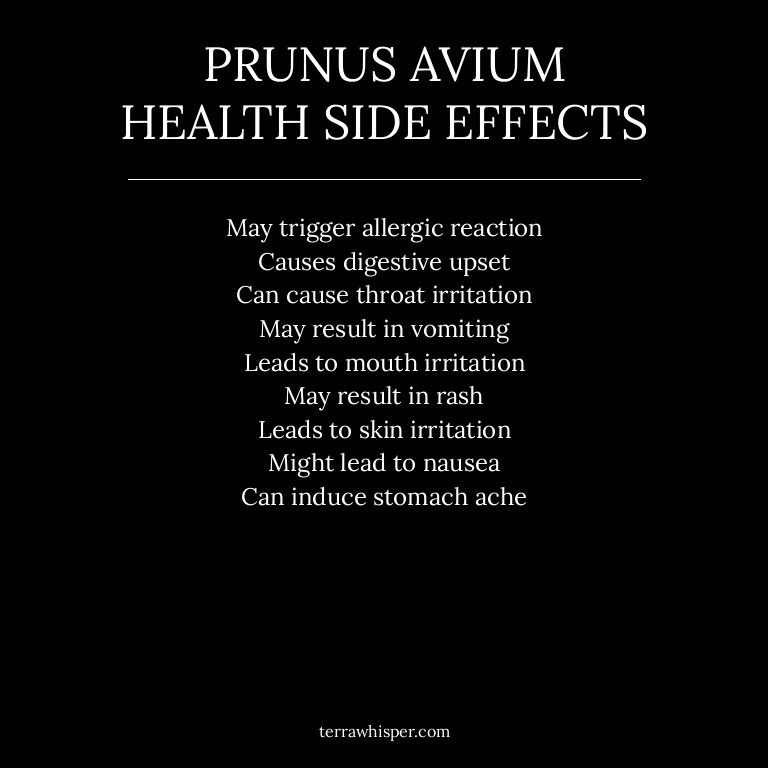 PRUNUS AVIUM
HEALTH SIDE EFFECTS
May trigger allergic reaction
Causes digestive upset
Can cause throat irritation
May result in vomiting
Leads to mouth irritation
May result in rash
Leads to skin irritation
Might lead to nausea
Can induce stomach ache
terrawhisper.com